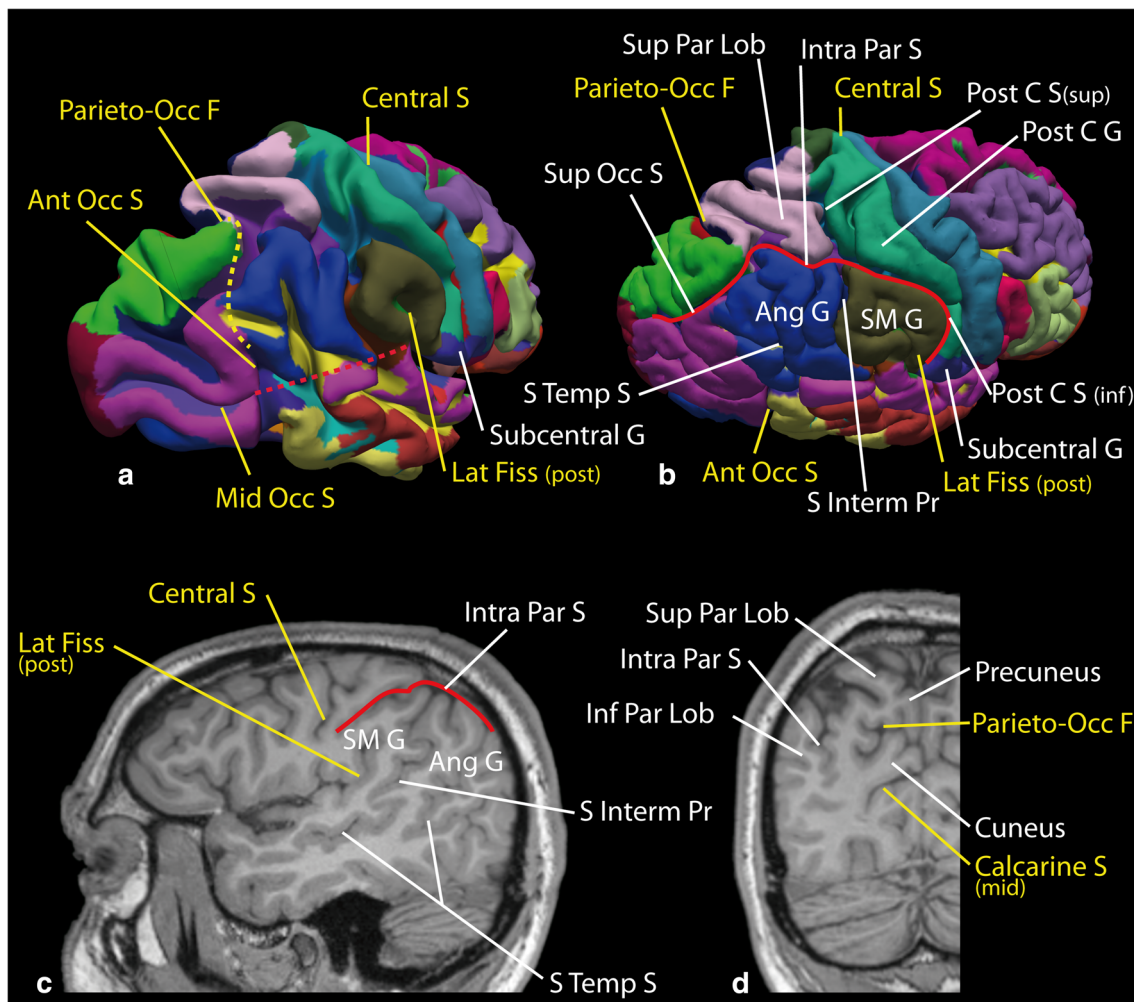 Parieto-Occ F
Central S
Ant Occ S
Subcentral G
Lat Fiss (post)
Mid Occ S
a
Sup Par Lob
Intra Par S
Parieto-Occ F
Central S
Post C S(sup)
Post C G
Sup Occ S
Ang G
SM G
S Temp S
Post C S (inf)
Subcentral G
Ant Occ S
Lat Fiss (post)
S Interm Pr
b
Central S
Intra Par S
Lat Fiss
(post)
SM G
Ang G
S Interm Pr
S Temp S
c
Sup Par Lob
Intra Par S
Precuneus
Inf Par Lob
Parieto-Occ F
Cuneus
Calcarine S
(mid)
d